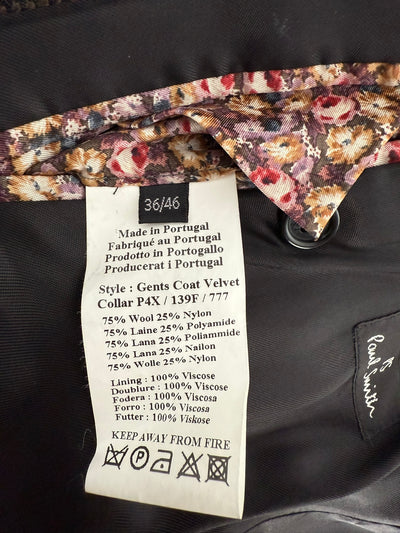 36/46
Made in Portugal
Fabriqué au Portugal
Prodotto in Portogallo
Producerat i Portugal
Style : Gents Coat Velvet
Collar P4X / 139F / 777
75% Wool 25% Nylon
75% Laine 25% Polyamide
75% Lana 25% Poliammide
75% Lana 25% Nailon
75% Wolle 25% Nylon
Lining : 100% Viscose
Doublure : 100% Viscose
Fodera : 100% Viscosa
Forro : 100% Viscosa
Futter : 100% Viskose
KEEP AWAY FROM FIRE
PS
Paul Smith